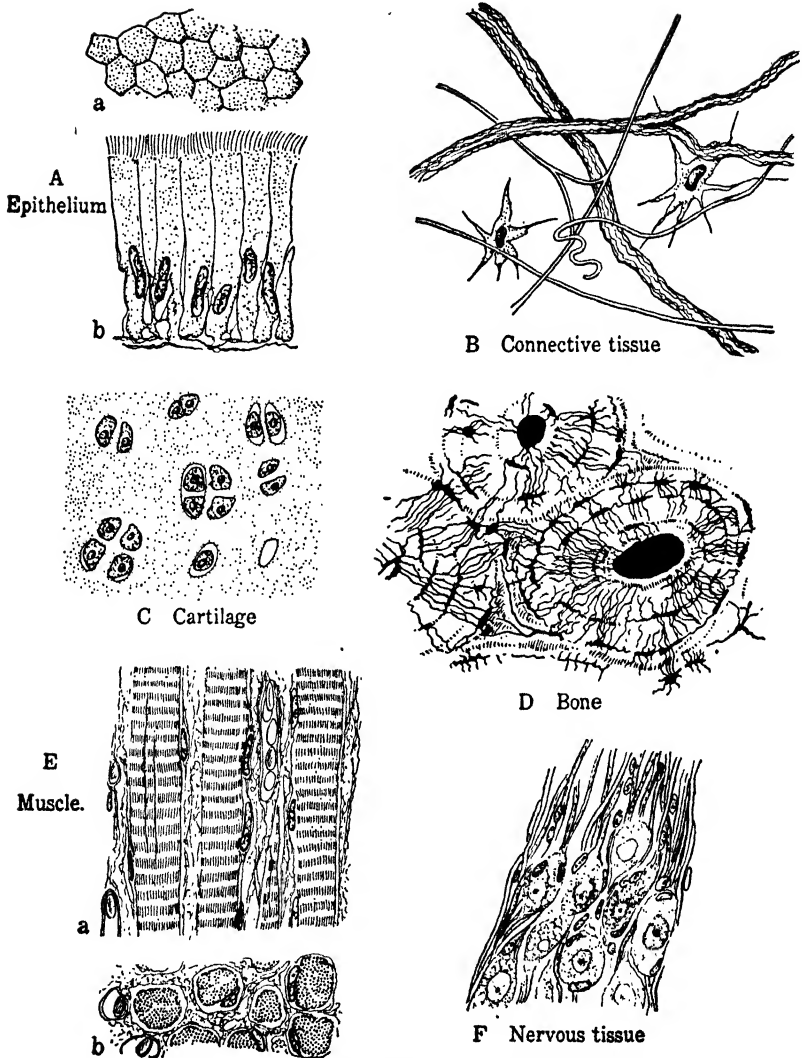 a
A
Epithelium
b
B Connective tissue
C Cartilage
D Bone
E
Muscle.
a
b
F Nervous tissue